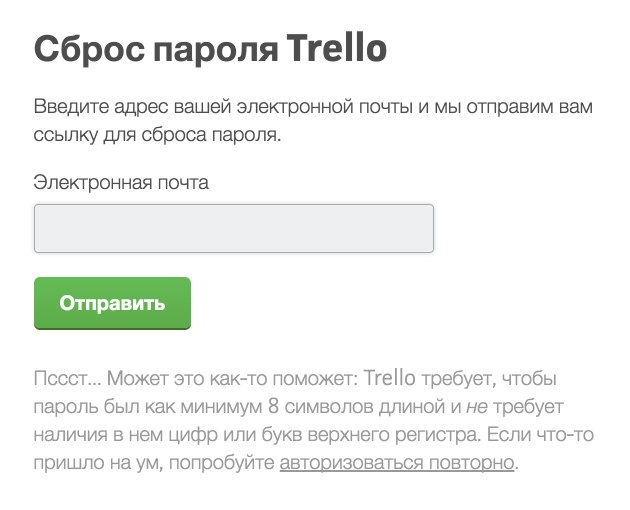 Сброс пароля Trello
Введите адрес вашей электронной почты и мы отправим вам
ссылку для сброса пароля.
Электронная почта
Отправить
Пссст... Может это как-то поможет: Trello требует, чтобы
пароль был как минимум 8 символов длиной и не требует
наличия в нем цифр или букв верхнего регистра. Если что-то
пришло на ум, попробуйте авторизоваться повторно.